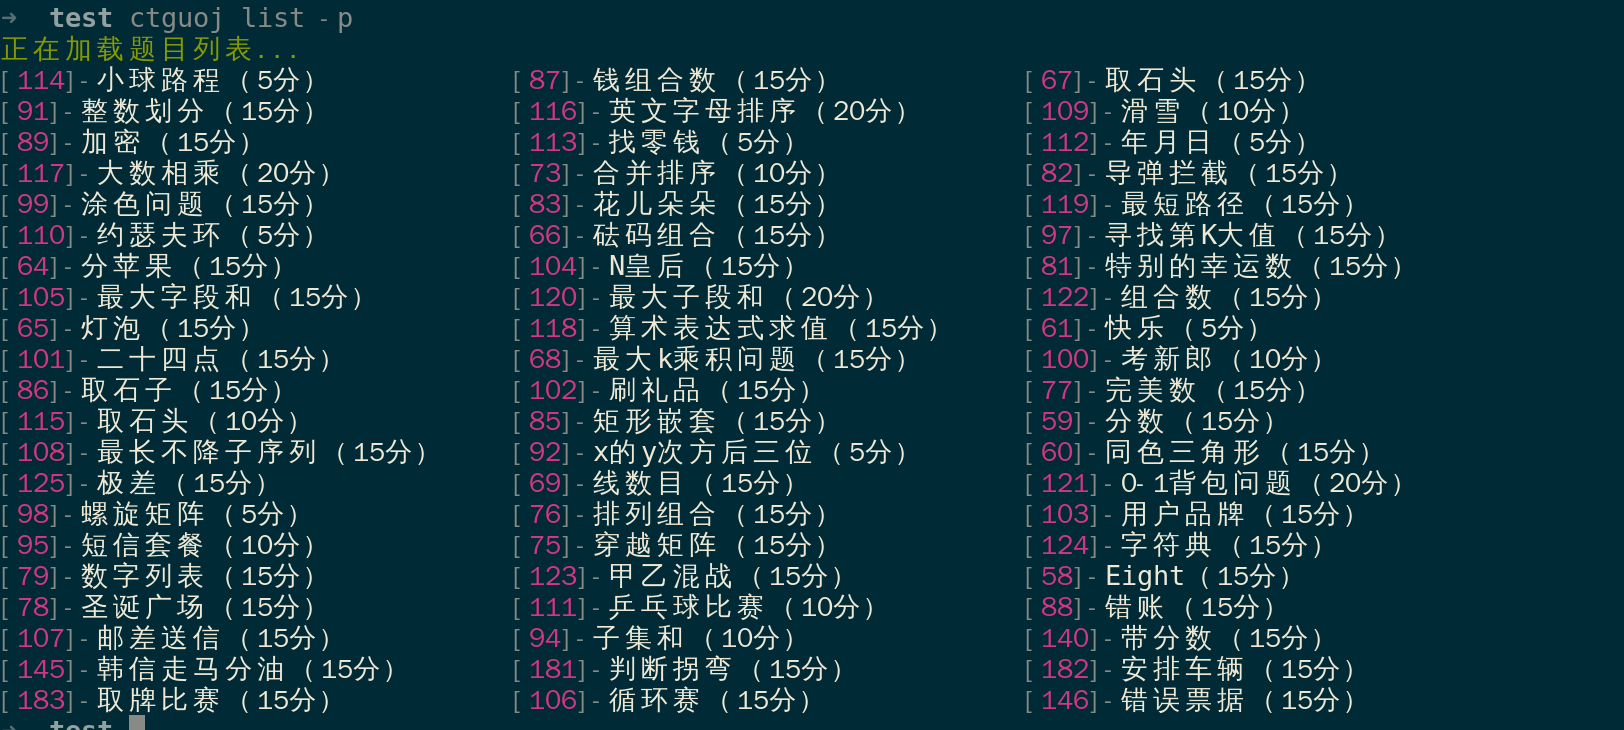 ➜  test ctguoj list -p
正在加载题目列表...
[114]-小球路程（5分） [87]-钱组合数（15分） [67]-取石头（15分）
[91]-整数划分（15分） [116]-英文字母排序（20分） [109]-滑雪（10分）
[89]-加密（15分） [113]-找零钱（5分） [112]-年月日（5分）
[117]-大数相乘（20分） [73]-合并排序（10分） [82]-导弹拦截（15分）
[99]-涂色问题（15分） [83]-花儿朵朵（15分） [119]-最短路径（15分）
[110]-约瑟夫环（5分） [66]-砝码组合（15分） [97]-寻找第K大值（15分）
[64]-分苹果（15分） [104]-N皇后（15分） [81]-特别的幸运数（15分）
[105]-最大字段和（15分） [120]-最大子段和（20分） [122]-组合数（15分）
[65]-灯泡（15分） [118]-算术表达式求值（15分） [61]-快乐（5分）
[101]-二十四点（15分） [68]-最大k乘积问题（15分） [100]-考新郎（10分）
[86]-取石子（15分） [102]-刷礼品（15分） [77]-完美数（15分）
[115]-取石头（10分） [85]-矩形嵌套（15分） [59]-分数（15分）
[108]-最长不降子序列（15分） [92]-x的y次方后三位（5分） [60]-同色三角形（15分）
[125]-极差（15分） [69]-线数目（15分） [121]-0-1背包问题（20分）
[98]-螺旋矩阵（5分） [76]-排列组合（15分） [103]-用户品牌（15分）
[95]-短信套餐（10分） [75]-穿越矩阵（15分） [124]-字符典（15分）
[79]-数字列表（15分） [123]-甲乙混战（15分） [58]-Eight（15分）
[78]-圣诞广场（15分） [111]-乒乓球比赛（10分） [88]-错账（15分）
[107]-邮差送信（15分） [94]-子集和（10分） [140]-带分数（15分）
[145]-韩信走马分油（15分） [181]-判断拐弯（15分） [182]-安排车辆（15分）
[183]-取牌比赛（15分） [106]-循环赛（15分） [146]-错误票据（15分）
➜  test